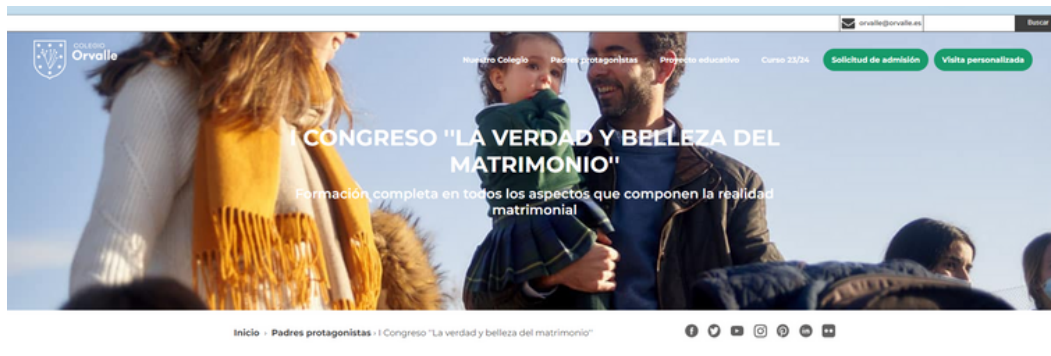 orvalle@orvalle.es
Buscar
COLEGIO
Orvalle
Nuestro Colegio Padres protagonistas Proyecto educativo Curso 23/24 Solicitud de admisión Visita personalizada
I CONGRESO "LA VERDAD Y BELLEZA DEL
MATRIMONIO"
Formación completa en todos los aspectos que componen la realidad
matrimonial
Inicio › Padres protagonistas › I Congreso "La verdad y belleza del matrimonio"